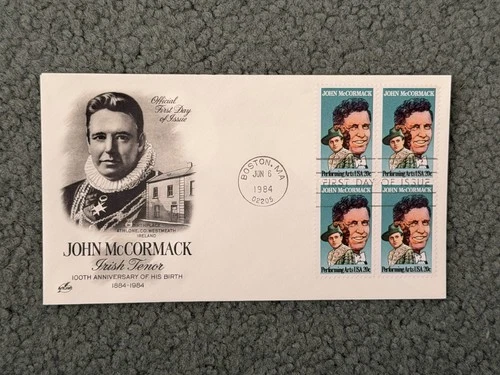 Official
First Day
of Issue
ATHLONE, CO. WESTMEATH
IRELAND
JOHN McCORMACK
Irish Tenor
100TH ANNIVERSARY OF HIS BIRTH
1884-1984
BOSTON, MA
JUN 6
1984
02205
FIRST DAY OF ISSUE
JOHN McCORMACK
Performing Arts USA 20c
JOHN McCORMACK
Performing Arts USA 20c
JOHN McCORMACK
Performing Arts USA 20c
JOHN McCORMACK
Performing Arts USA 20c